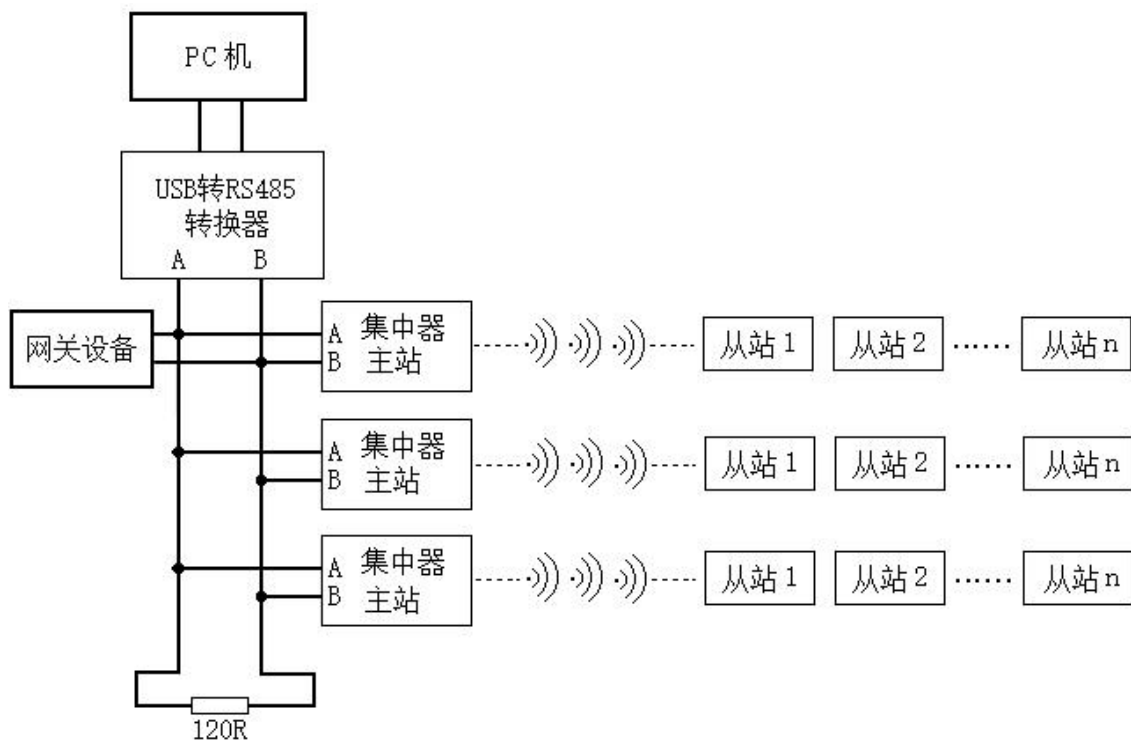 PC机
USB转RS485
转换器
A B
网关设备
A 集中器
B 主站
从站1 从站2 …… 从站n
A 集中器
B 主站
从站1 从站2 …… 从站n
A 集中器
B 主站
从站1 从站2 …… 从站n
120R